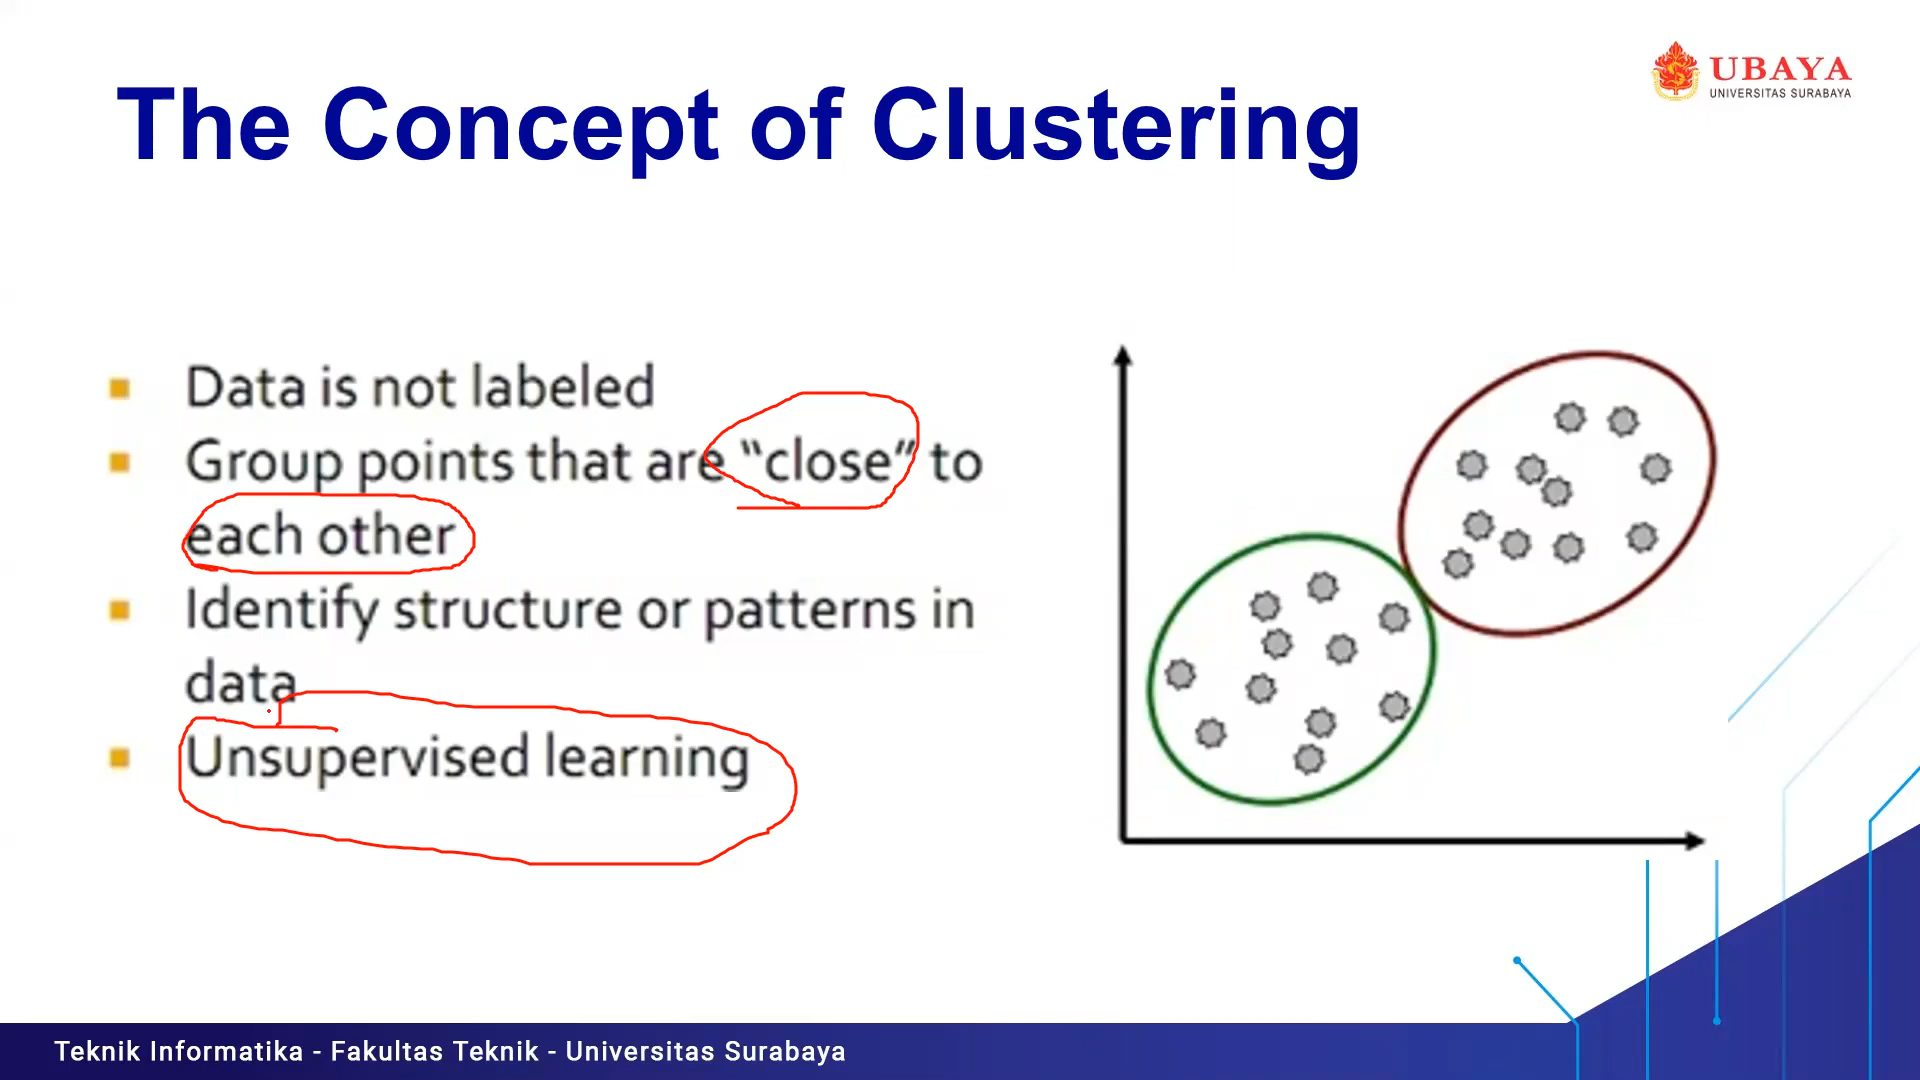 UBAYA
UNIVERSITAS SURABAYA
The Concept of Clustering
Data is not labeled
Group points that are “close” to
each other
Identify structure or patterns in
data
Unsupervised learning
Teknik Informatika - Fakultas Teknik - Universitas Surabaya